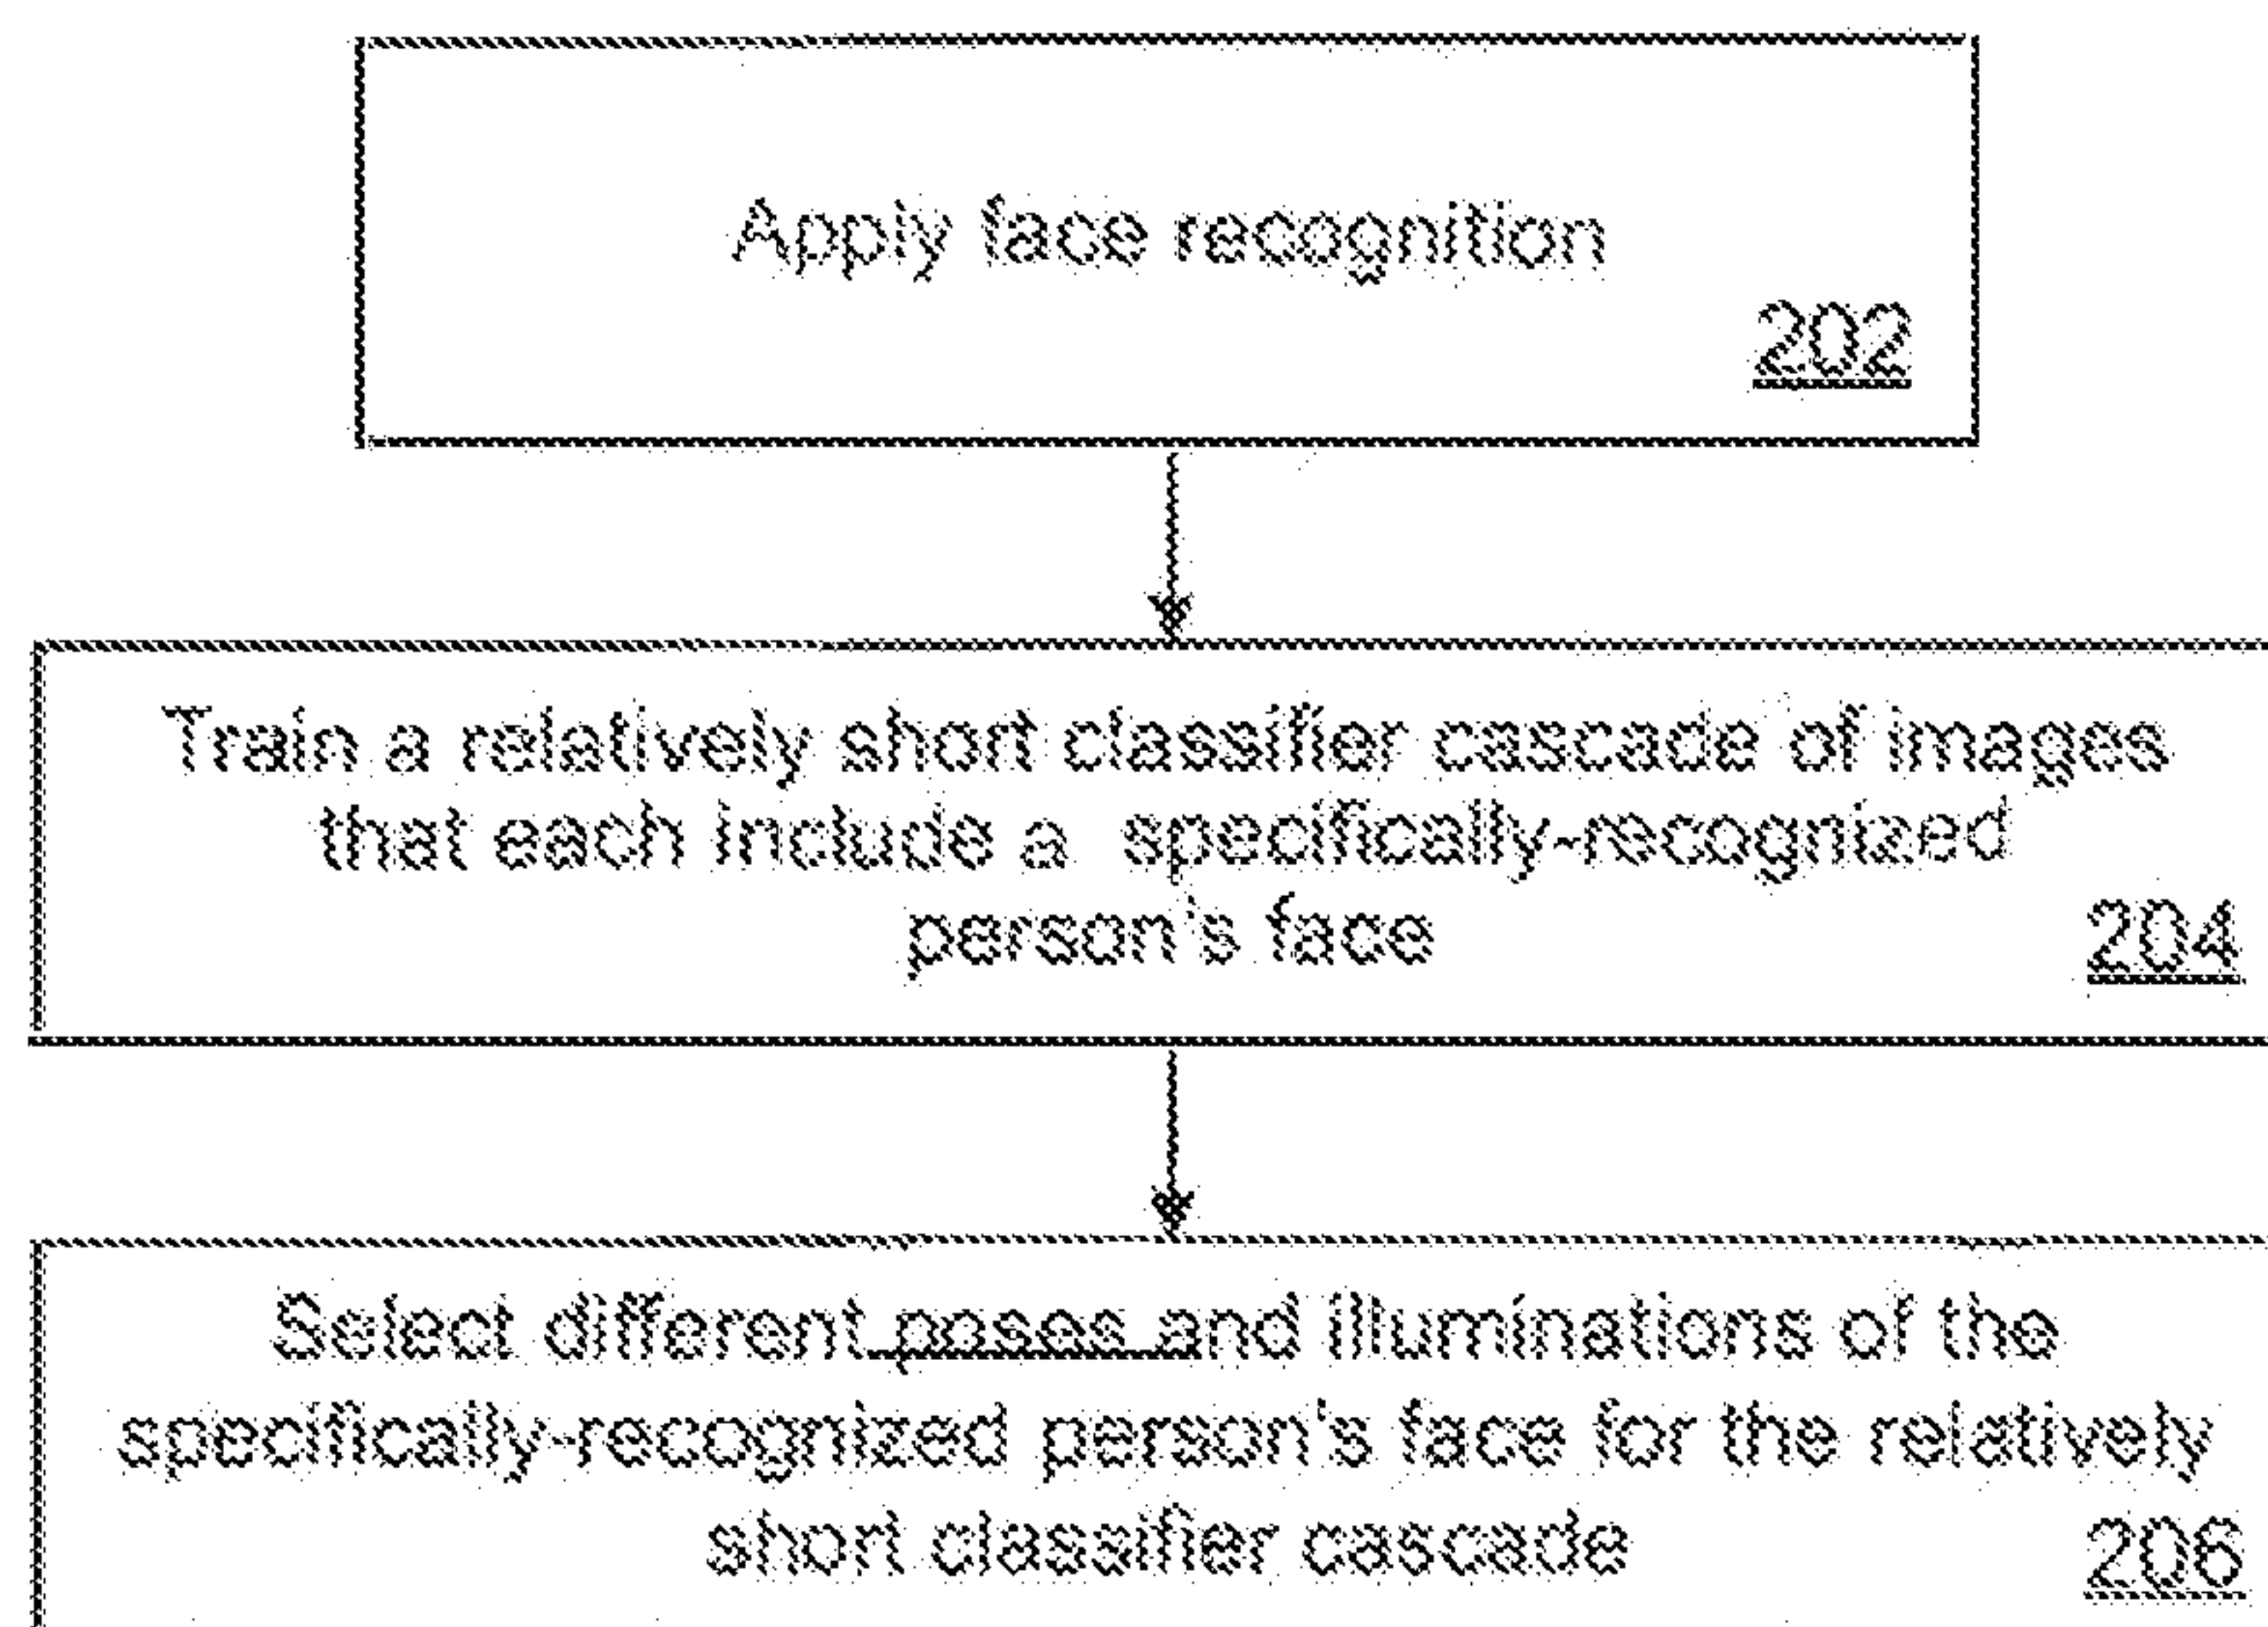 Apply face recognition
202
Train a relatively short classifier cascade of images
that each include a specifically-recognized
person's face
204
Select different poses and illuminations of the
specifically-recognized person's face for the relatively
short classifier cascade
206